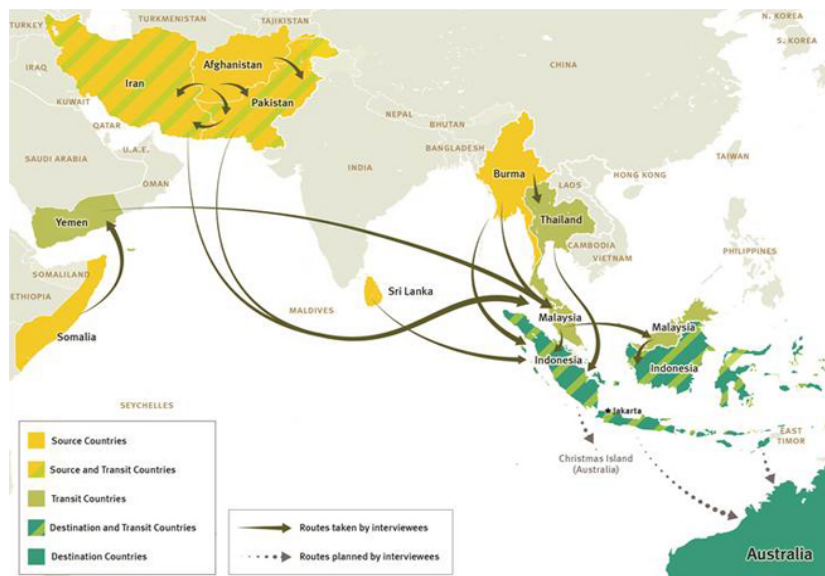 TURKEY
TURKMENISTAN
TAJIKISTAN
N. KOREA
S. KOREA
IRAQ
Iran
Afghanistan
CHINA
KUWAIT
Pakistan
QATAR
NEPAL
BHUTAN
U.A.E.
BANGLADESH
TAIWAN
SAUDI ARABIA
INDIA
Burma
HONG KONG
OMAN
LAOS
Yemen
Thailand
CAMBODIA
PHILIPPINES
VIETNAM
SOMALILAND
ETHIOPIA
Sri Lanka
MALDIVES
Malaysia
Malaysia
Somalia
Indonesia
Indonesia
SEYCHELLES
Jakarta
EAST
TIMOR
Christmas Island
(Australia)
Source Countries
Source and Transit Countries
Transit Countries
Destination and Transit Countries
Destination Countries
Routes taken by interviewees
Routes planned by interviewees
Australia